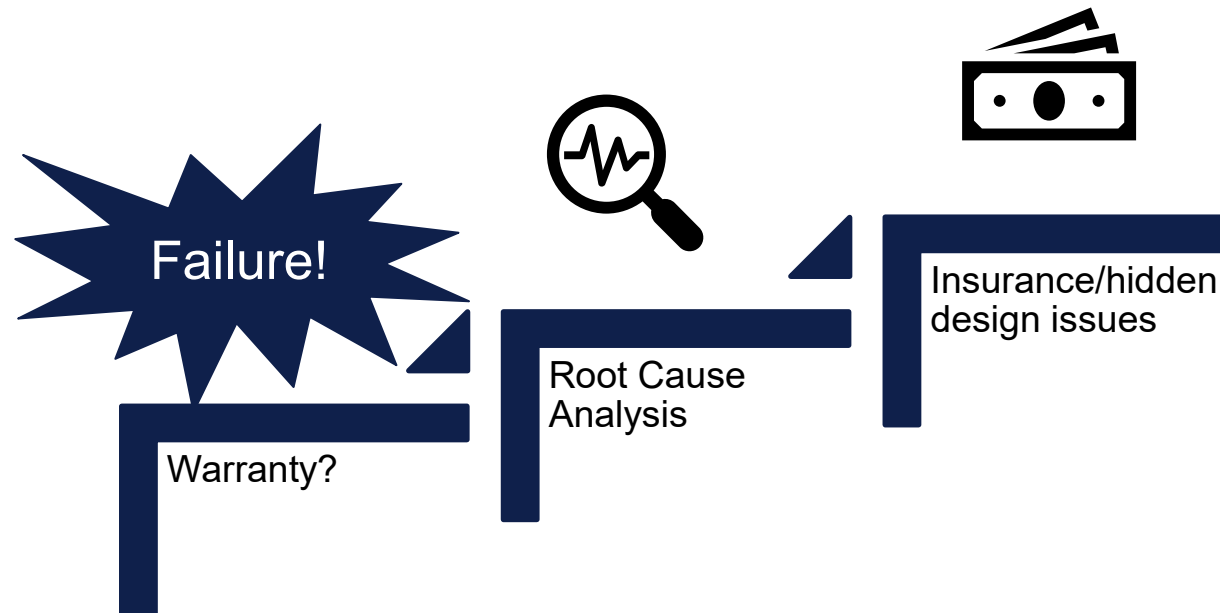 Failure!
Warranty?
Root Cause
Analysis
Insurance/hidden
design issues